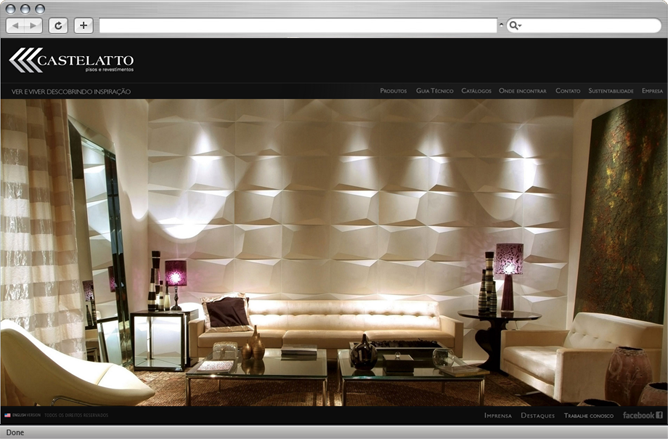 CASTELATTO
pisos e revestimentos
VER E VIVER DESCOBRINDO INSPIRAÇÃO
Produtos Guia Técnico Catálogos Onde encontrar Contato Sustentabilidade Empresa
ENGLISH VERSION TODOS OS DIREITOS RESERVADOS
Imprensa Destaques Trabalhe conosco facebook
Done